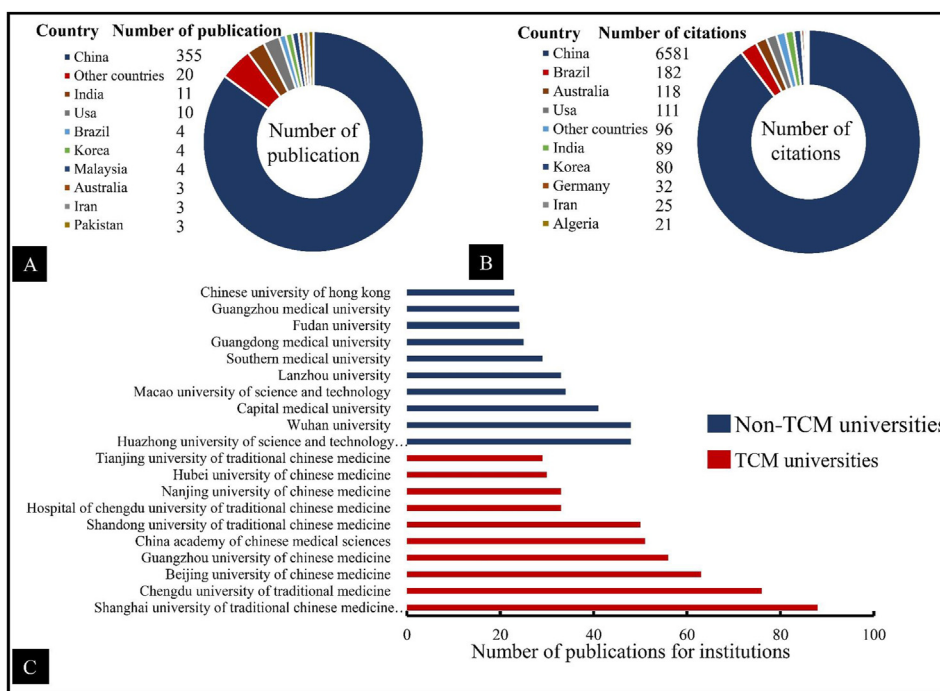 Country Number of publication
China 355
Other countries 20
India 11
Usa 10
Brazil 4
Korea 4
Malaysia 4
Australia 3
Iran 3
Pakistan 3
Number of
publication
A
Country Number of citations
China 6581
Brazil 182
Australia 118
Usa 111
Other countries 96
India 89
Korea 80
Germany 32
Iran 25
Algeria 21
Number of
citations
B
Chinese university of hong kong
Guangzhou medical university
Fudan university
Guangdong medical university
Southern medical university
Lanzhou university
Macao university of science and technology
Capital medical university
Wuhan university
Huazhong university of science and technology…
Tianjing university of traditional chinese medicine
Hubei university of chinese medicine
Nanjing university of chinese medicine
Hospital of chengdu university of traditional chinese medicine
Shandong university of traditional chinese medicine
China academy of chinese medical sciences
Guangzhou university of chinese medicine
Beijing university of chinese medicine
Chengdu university of traditional medicine
Shanghai university of traditional chinese medicine…
Non-TCM universities
TCM universities
0 20 40 60 80 100
Number of publications for institutions
C